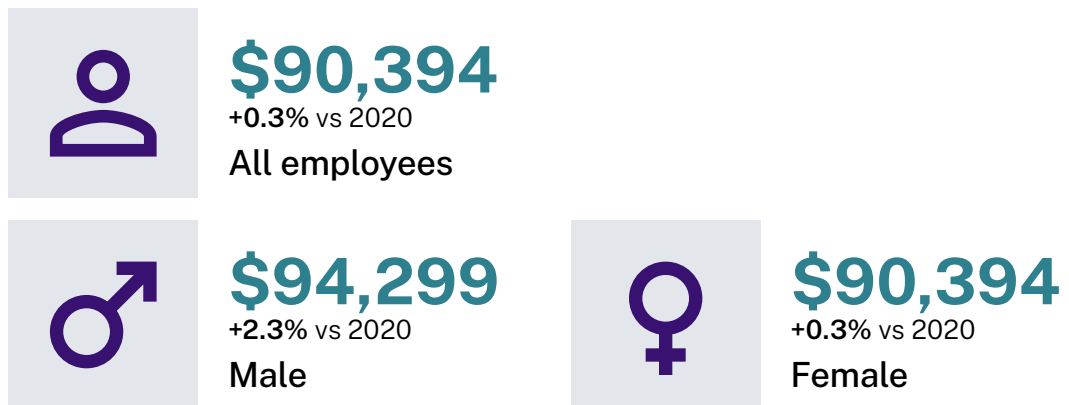 $90,394
+0.3% vs 2020
All employees
$94,299
+2.3% vs 2020
Male
$90,394
+0.3% vs 2020
Female